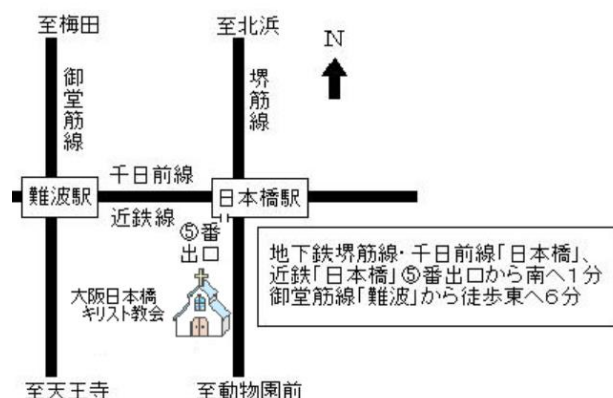 至梅田
至北浜
N
御堂筋線
堺筋線
千日前線
難波駅
日本橋駅
近鉄線
⑤番
出口
地下鉄堺筋線・千日前線「日本橋」、
近鉄「日本橋」⑤番出口から南へ1分
御堂筋線「難波」から徒歩東へ6分
大阪日本橋
キリスト教会
至天王寺
至動物園前